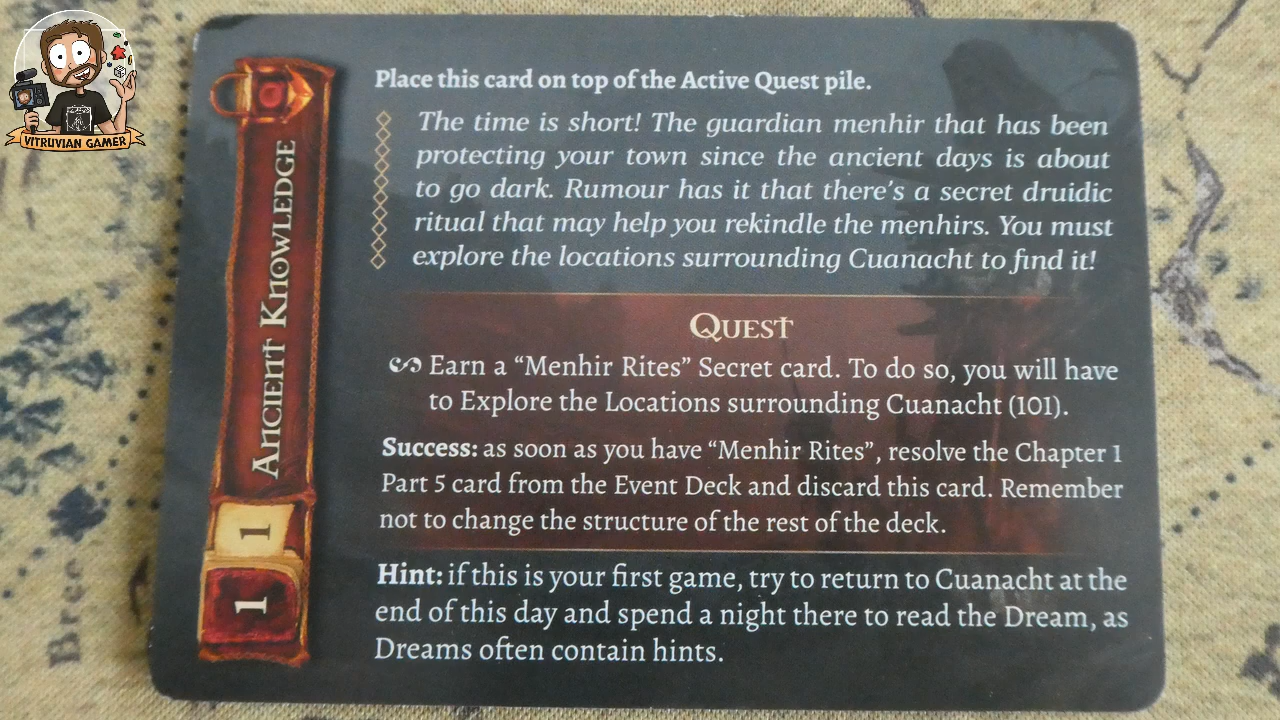 VITRUVIAN GAMER
Ancient Knowledge
1
1
Place this card on top of the Active Quest pile.
The time is short! The guardian menhir that has been
protecting your town since the ancient days is about
to go dark. Rumour has it that there's a secret druidic
ritual that may help you rekindle the menhirs. You must
explore the locations surrounding Cuanacht to find it!
Quest
Earn a “Menhir Rites” Secret card. To do so, you will have
to Explore the Locations surrounding Cuanacht (101).
Success: as soon as you have “Menhir Rites”, resolve the Chapter 1
Part 5 card from the Event Deck and discard this card. Remember
not to change the structure of the rest of the deck.
Hint: if this is your first game, try to return to Cuanacht at the
end of this day and spend a night there to read the Dream, as
Dreams often contain hints.